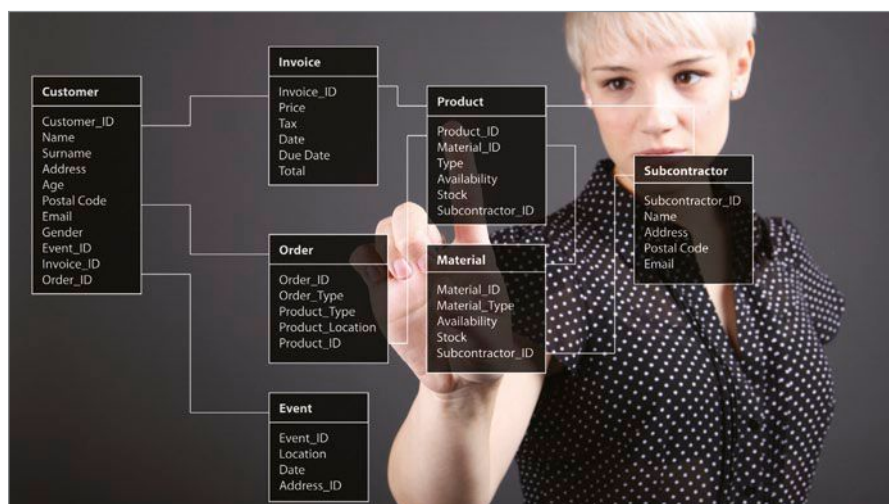 Customer
Customer_ID
Name
Surname
Address
Age
Postal Code
Email
Gender
Event_ID
Invoice_ID
Order_ID
Invoice
Invoice_ID
Price
Tax
Date
Due Date
Total
Order
Order_ID
Order_Type
Product_Type
Product_Location
Product_ID
Event
Event_ID
Location
Date
Address_ID
Product
Product_ID
Material_ID
Type
Availability
Stock
Subcontractor_ID
Material
Material_ID
Material_Type
Availability
Stock
Subcontractor_ID
Subcontractor
Subcontractor_ID
Name
Address
Postal Code
Email